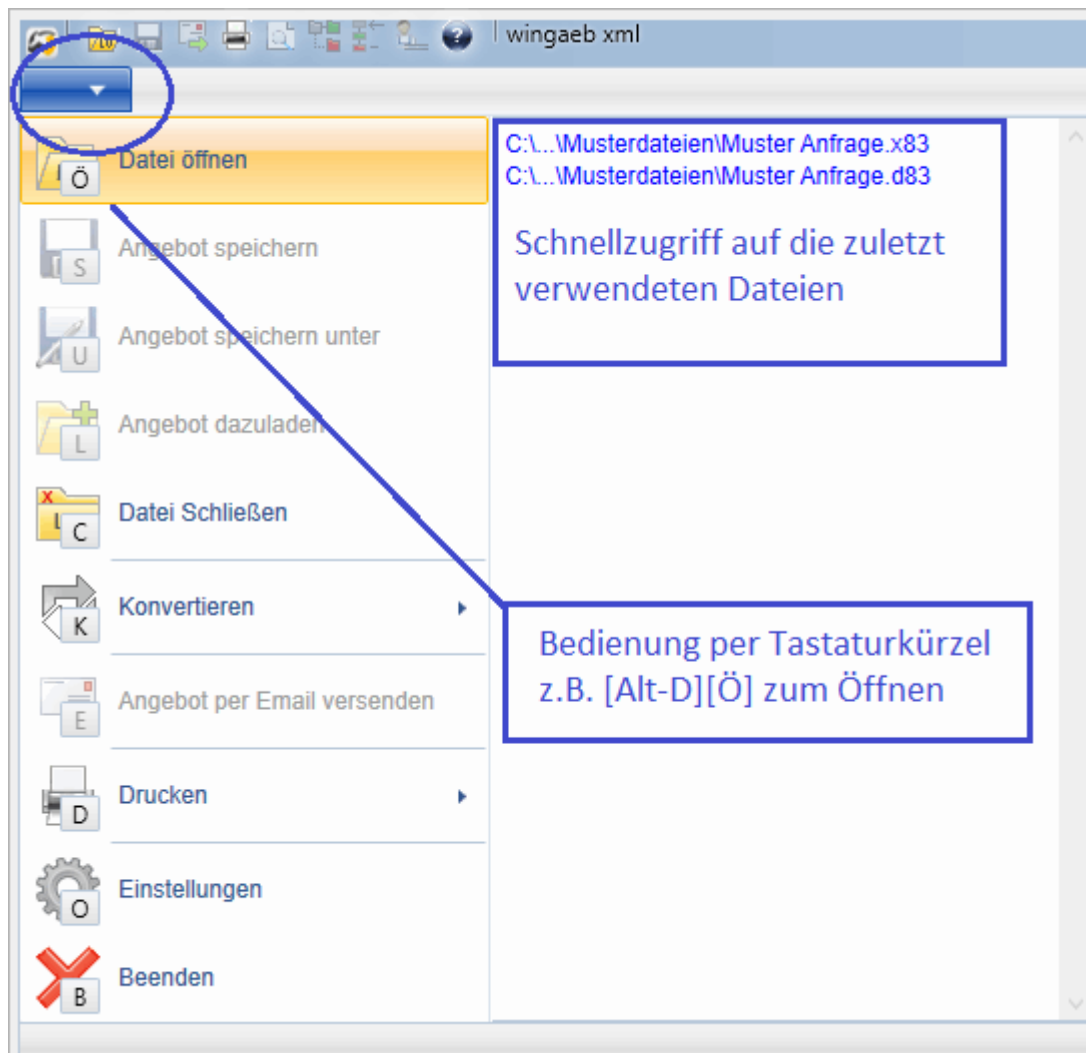 wingaeb xml
Datei öffnen
Ö
C:\...\Musterdateien\Muster Anfrage.x83
C:\...\Musterdateien\Muster Anfrage.d83
Schnellzugriff auf die zuletzt
verwendeten Dateien
Angebot speichern
S
Angebot speichern unter
U
Angebot dazuladen
L
Datei Schließen
C
Konvertieren
K
Bedienung per Tastaturkürzel
z.B. [Alt-D][Ö] zum Öffnen
Angebot per Email versenden
E
Drucken
D
Einstellungen
O
Beenden
B